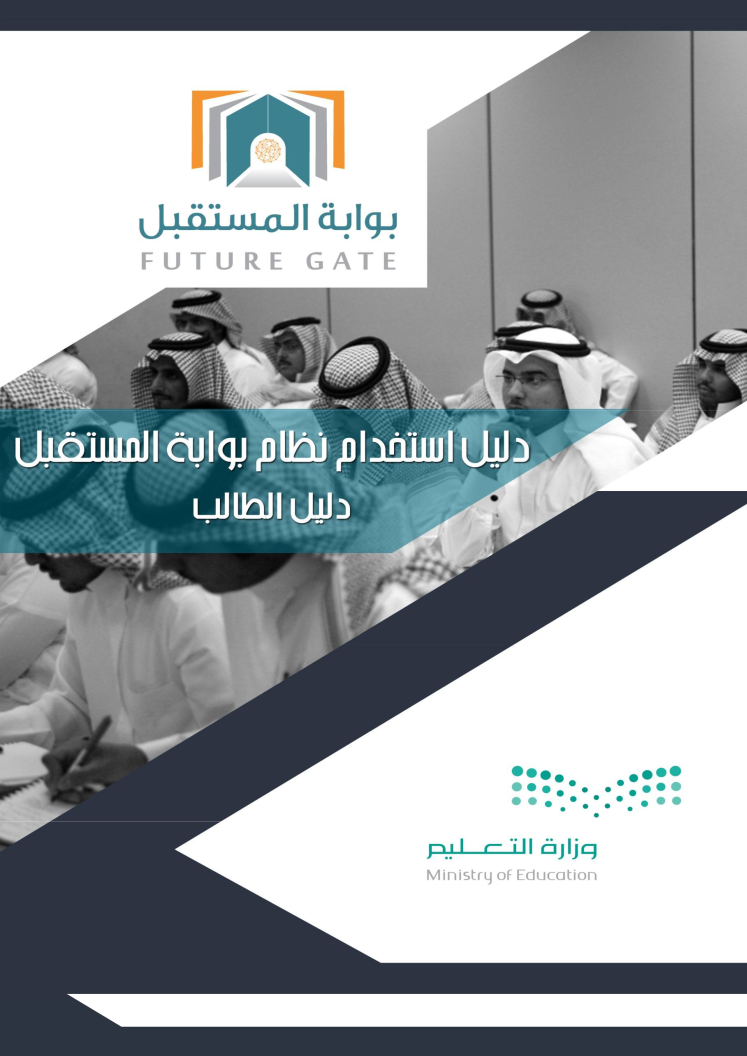 بوابة المستقبل
FUTURE GATE
دليل استخدام نظام بوابة المستقبل
دليل الطالب
وزارة التعليم
Ministry of Education